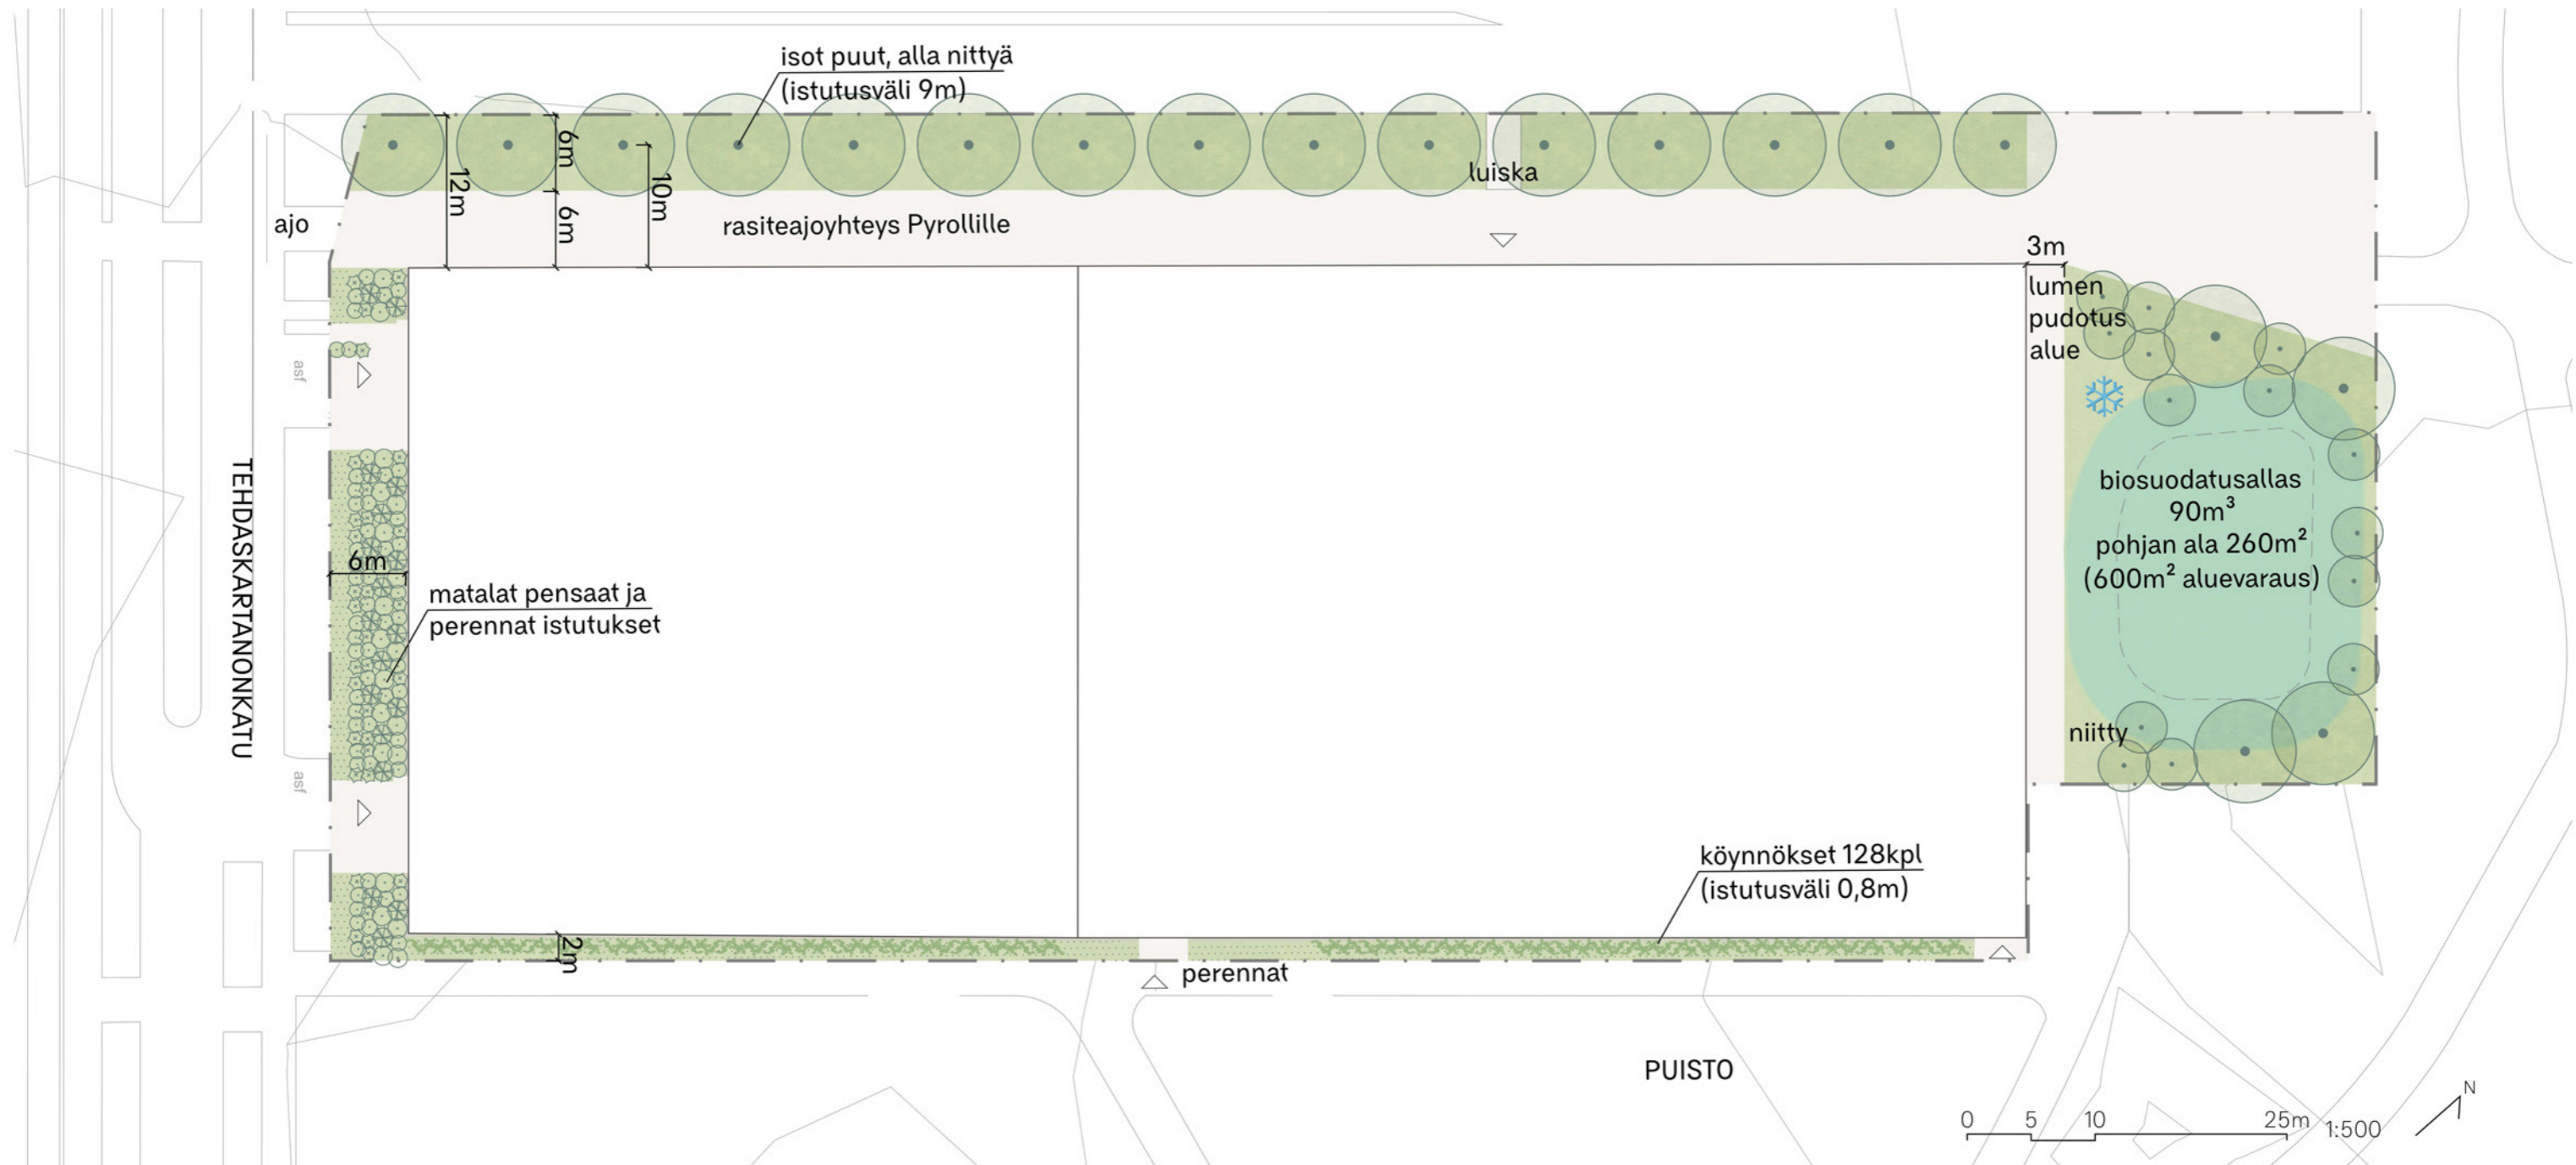 isot puut, alla nittyä
(istutusväli 9m)
6m
12m
10m
luiska
ajo
6m
rasiteajoyhteys Pyrollille
3m
lumen
pudotus
alue
asf
biosuodatusallas
90m³
pohjan ala 260m²
(600m² aluevaraus)
TEHDASKARTANONKATU
6m
matalat pensaat ja
perennat istutukset
niitty
asf
köynnökset 128kpl
(istutusväli 0,8m)
2m
perennat
PUISTO
N
0 5 10 25m 1:500